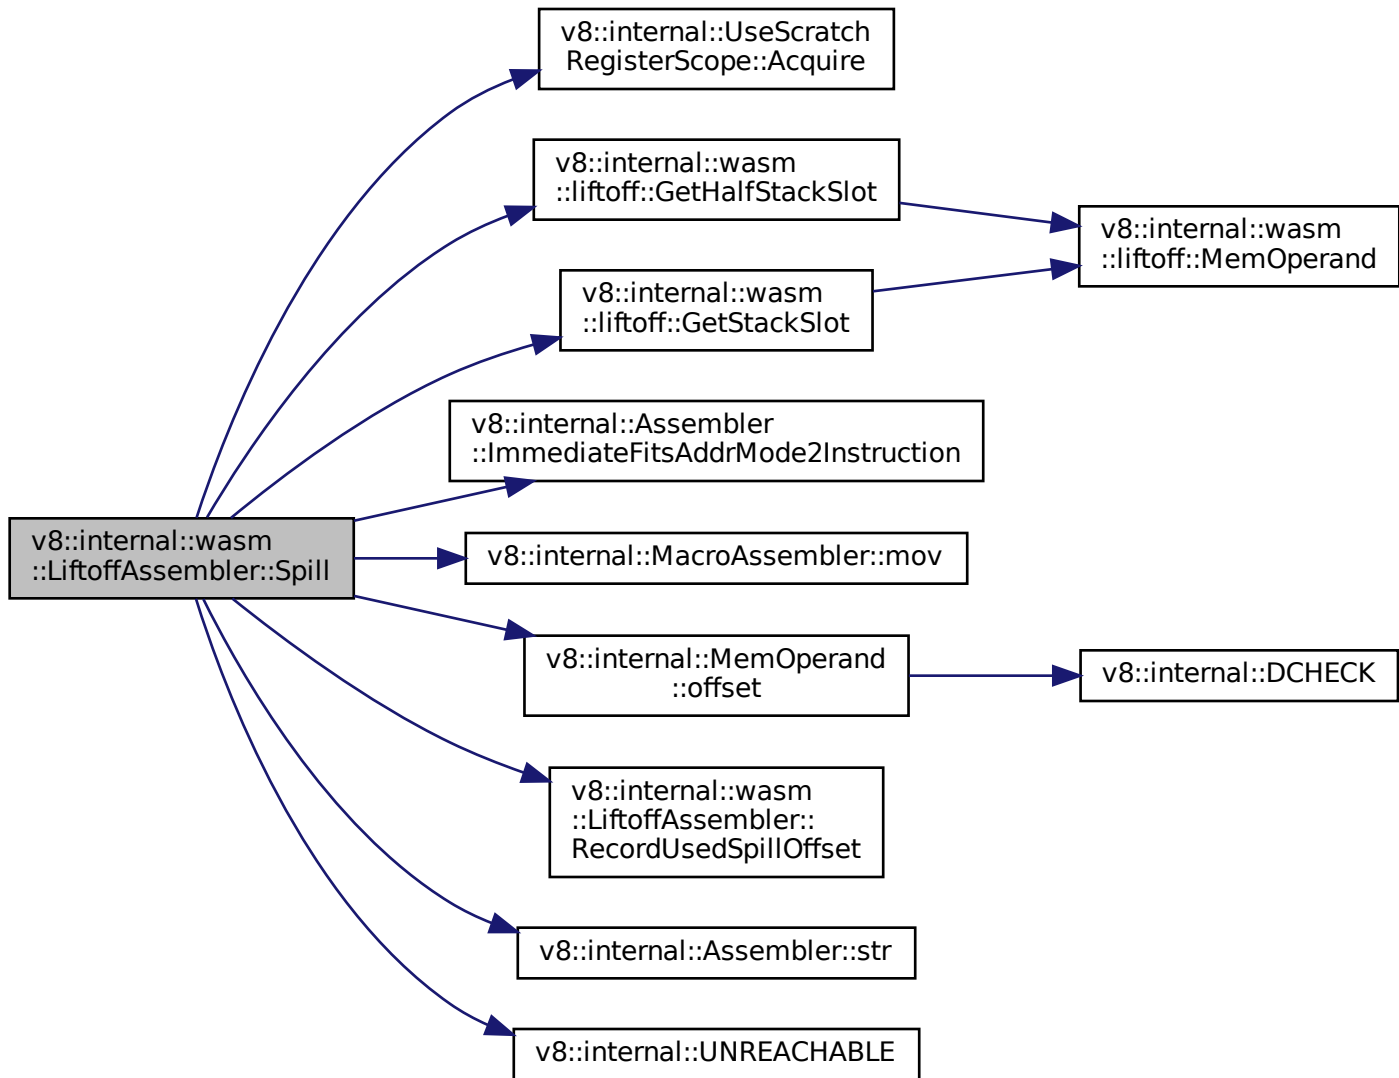 v8::internal::UseScratch
RegisterScope::Acquire
v8::internal::wasm
::liftoff::GetHalfStackSlot
v8::internal::wasm
::liftoff::MemOperand
v8::internal::wasm
::liftoff::GetStackSlot
v8::internal::Assembler
::ImmediateFitsAddrMode2Instruction
v8::internal::wasm
::LiftoffAssembler::Spill
v8::internal::MacroAssembler::mov
v8::internal::MemOperand
::offset
v8::internal::DCHECK
v8::internal::wasm
::LiftoffAssembler::
RecordUsedSpillOffset
v8::internal::Assembler::str
v8::internal::UNREACHABLE